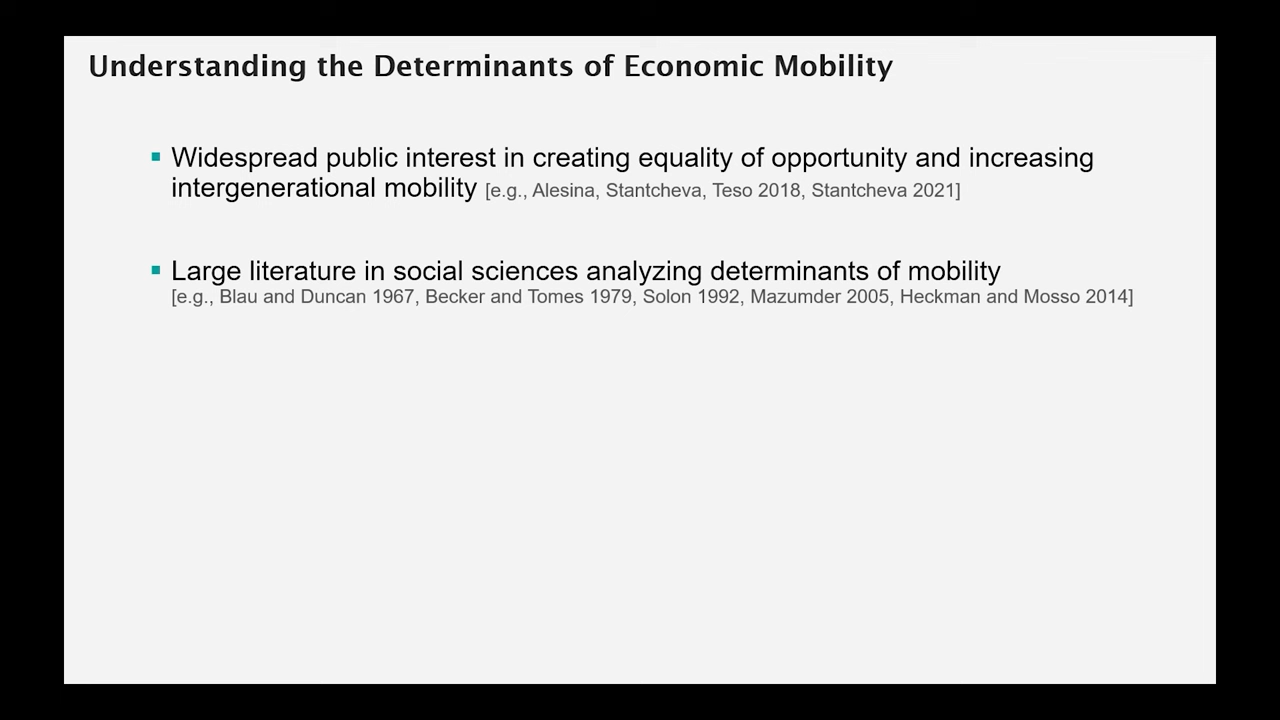 Understanding the Determinants of Economic Mobility
Widespread public interest in creating equality of opportunity and increasing
intergenerational mobility [e.g., Alesina, Stantcheva, Teso 2018, Stantcheva 2021]
Large literature in social sciences analyzing determinants of mobility
[e.g., Blau and Duncan 1967, Becker and Tomes 1979, Solon 1992, Mazumder 2005, Heckman and Mosso 2014]